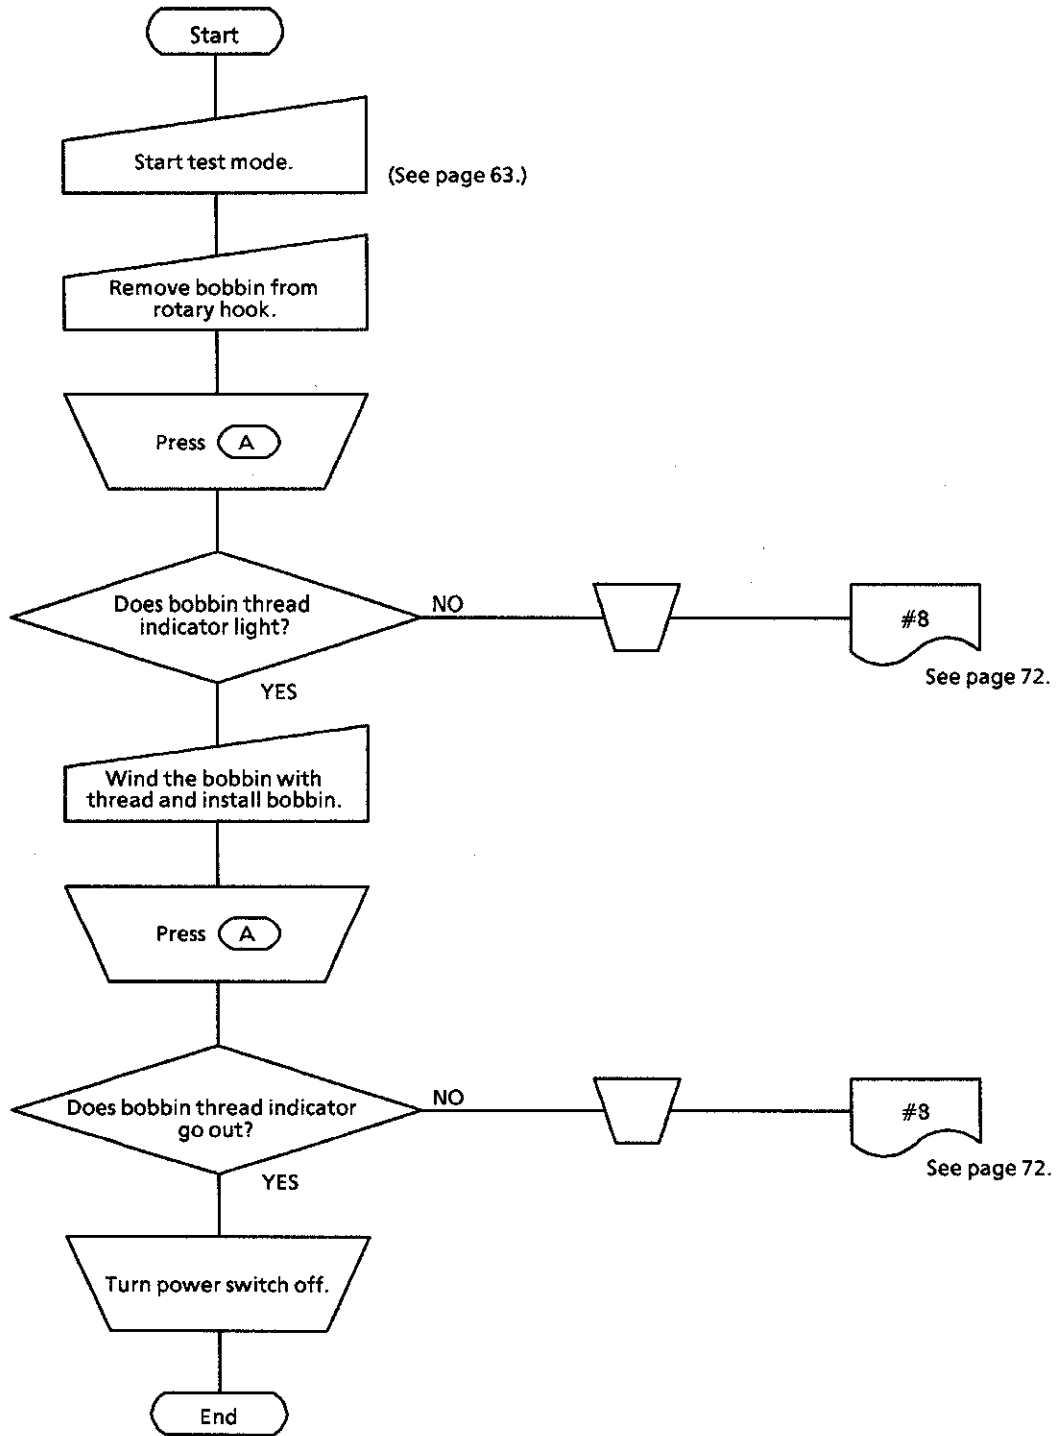 Start
Start test mode.
(See page 63.)
Remove bobbin from
rotary hook.
Press A
Does bobbin thread
indicator light?
NO
#8
See page 72.
YES
Wind the bobbin with
thread and install bobbin.
Press A
Does bobbin thread indicator
go out?
NO
#8
See page 72.
YES
Turn power switch off.
End